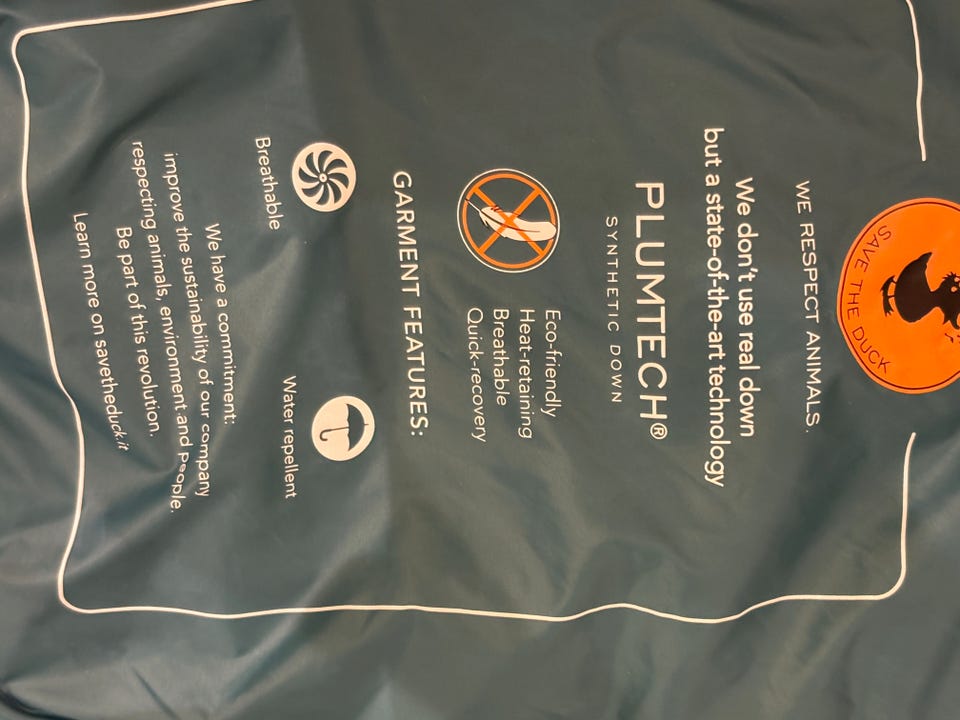 SAVE THE DUCK
WE RESPECT ANIMALS.
We don't use real down
but a state-of-the-art technology
PLUMTECH®
SYNTHETIC DOWN
Eco-friendly
Heat-retaining
Breathable
Quick-recovery
GARMENT FEATURES:
Breathable
Water repellent
We have a commitment:
improve the sustainability of our company
respecting animals, environment and people.
Be part of this revolution.
Learn more on savetheduck.it